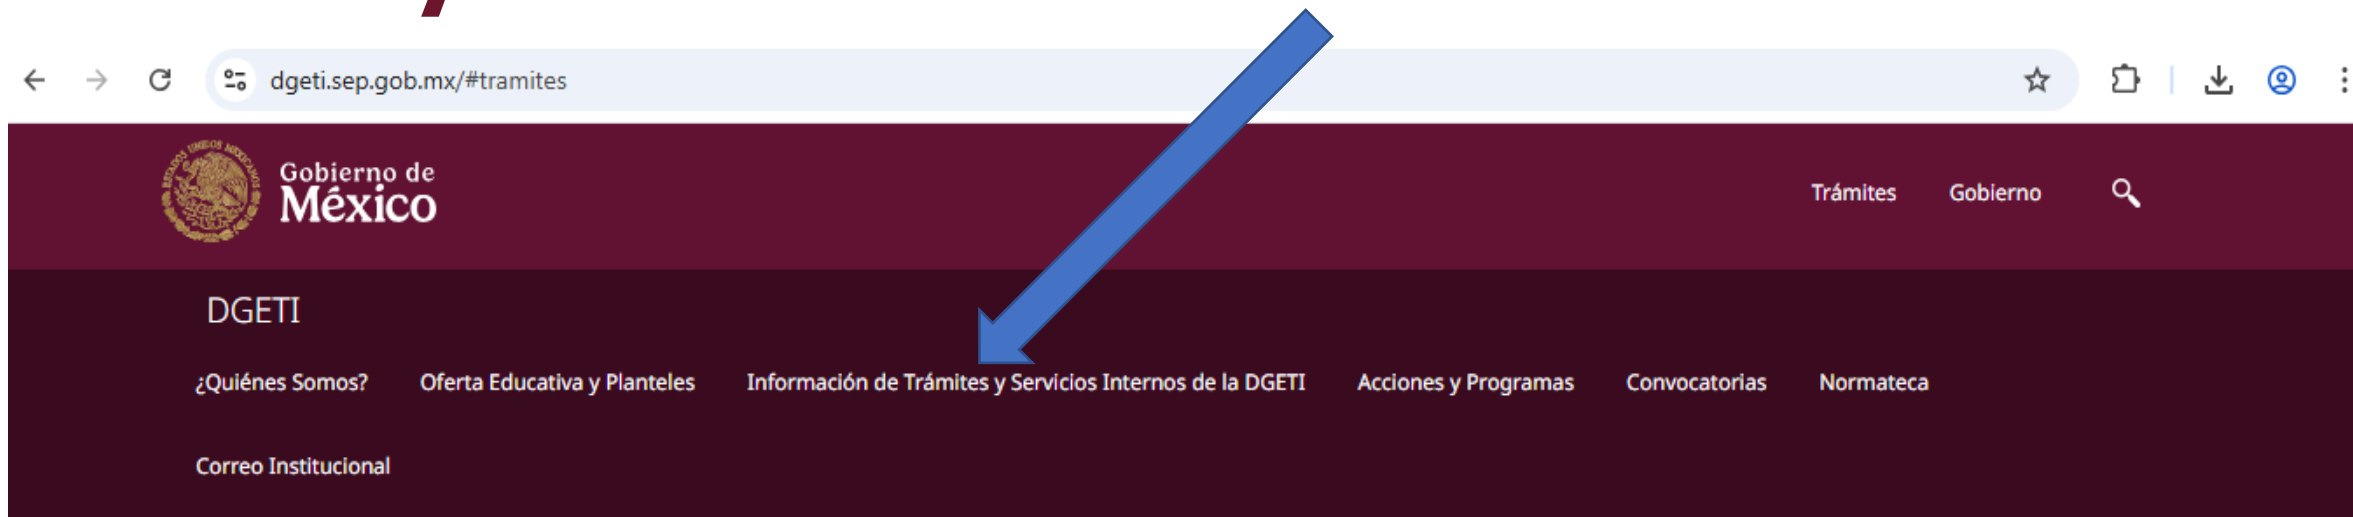 dgeti.sep.gob.mx/#tramites
Gobierno de
México
Trámites Gobierno
DGETI
¿Quiénes Somos? Oferta Educativa y Planteles Información de Trámites y Servicios Internos de la DGETI Acciones y Programas Convocatorias Normateca
Correo Institucional